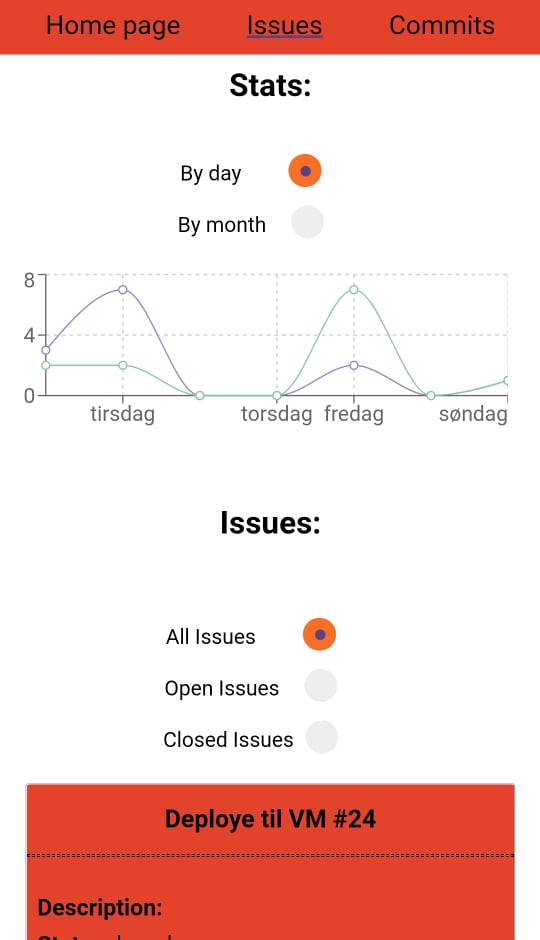 Home page Issues Commits
Stats:
By day
By month
8
4
0
tirsdag torsdag fredag søndag
Issues:
All Issues
Open Issues
Closed Issues
Deploye til VM #24
Description: